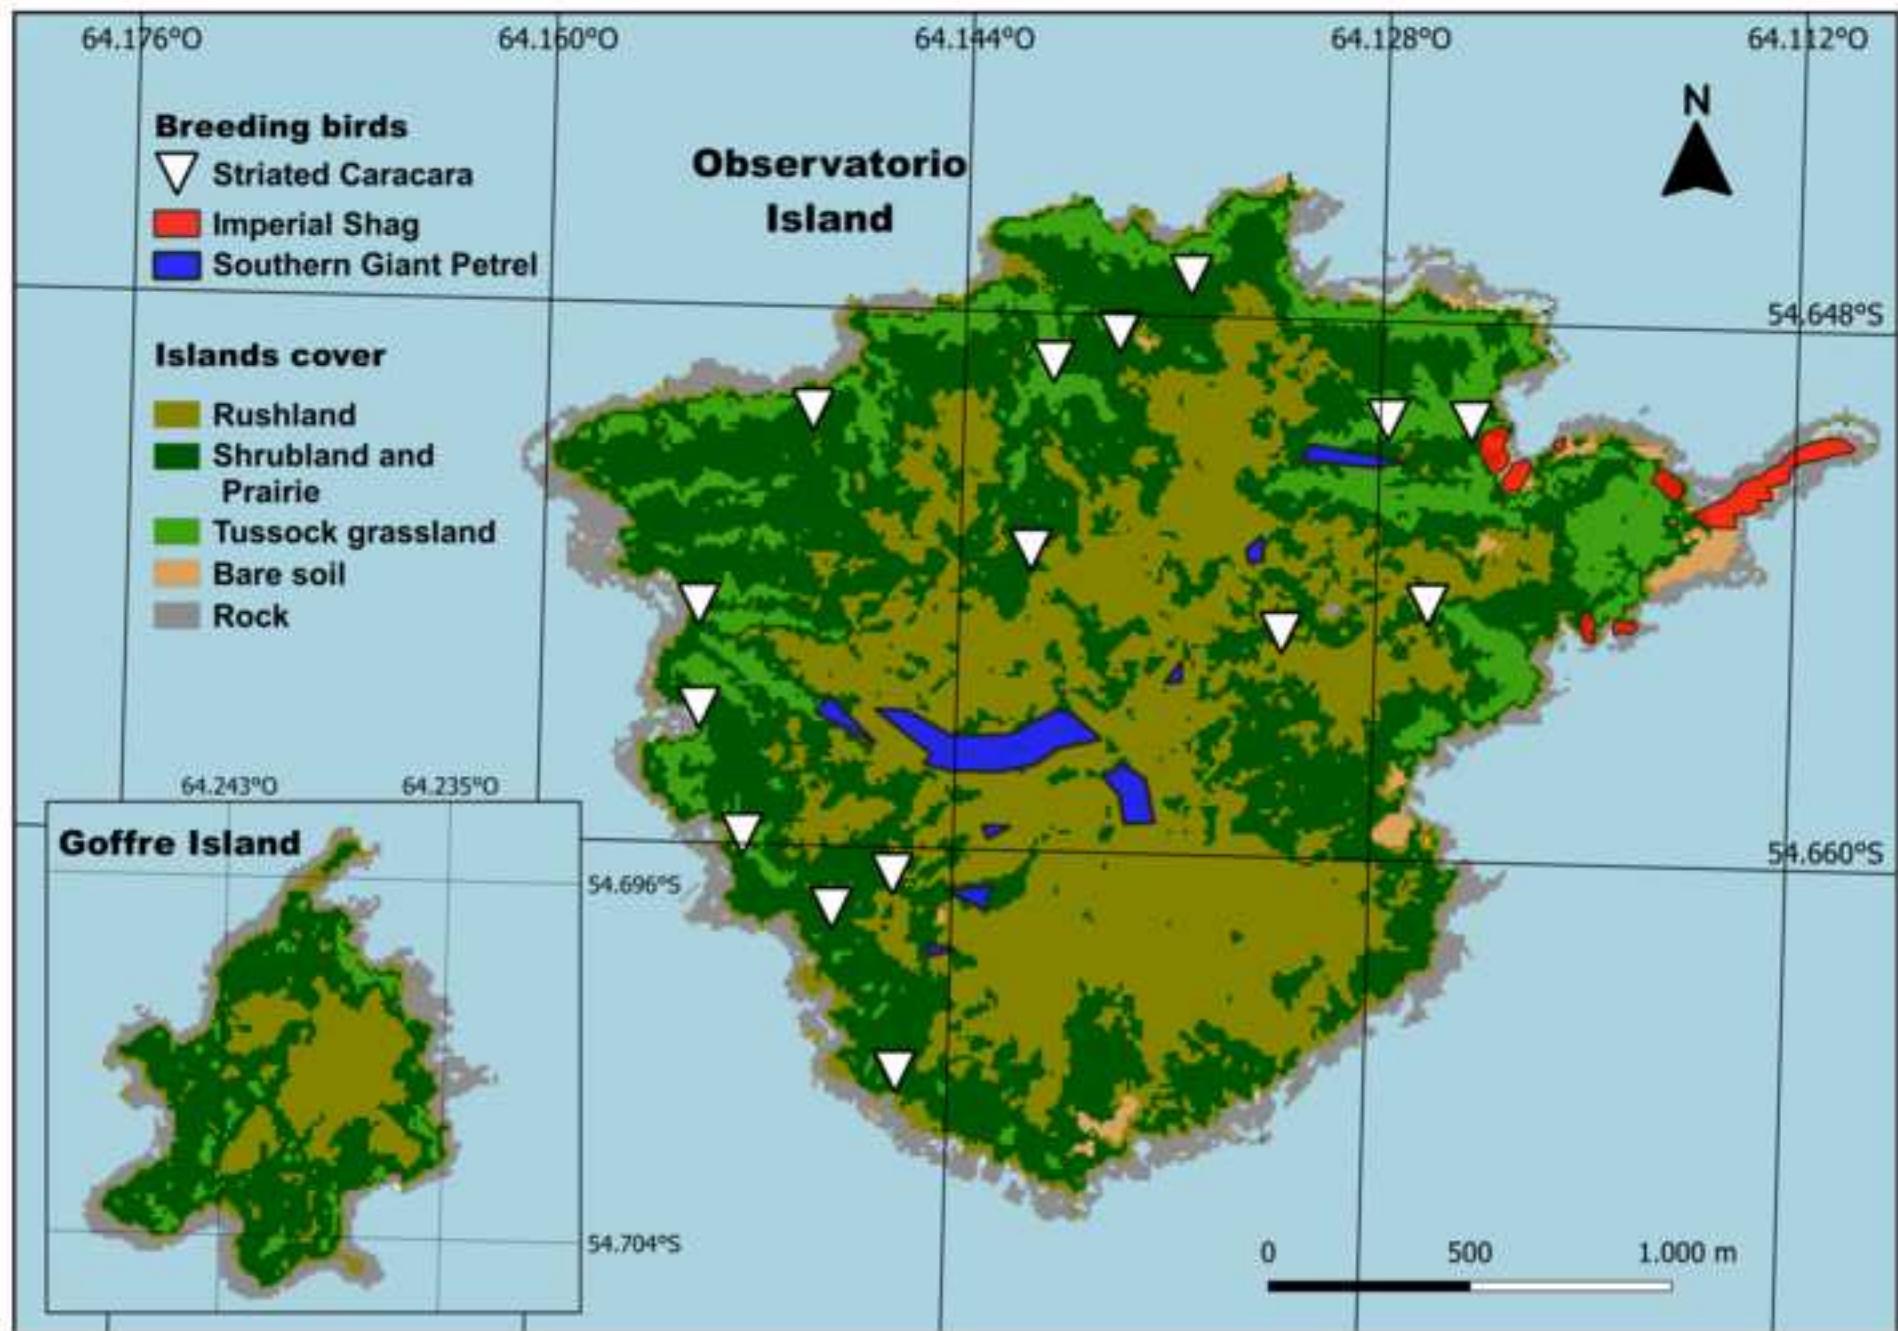 64.176°O 64.160°O 64.144°O 64.128°O 64.112°O
N
Breeding birds
Striated Caracara
Imperial Shag
Southern Giant Petrel
Observatorio
Island
54.648°S
Islands cover
Rushland
Shrubland and
Prairie
Tussock grassland
Bare soil
Rock
64.243°O 64.235°O
Goffre Island
54.696°S
54.660°S
54.704°S
0 500 1.000 m